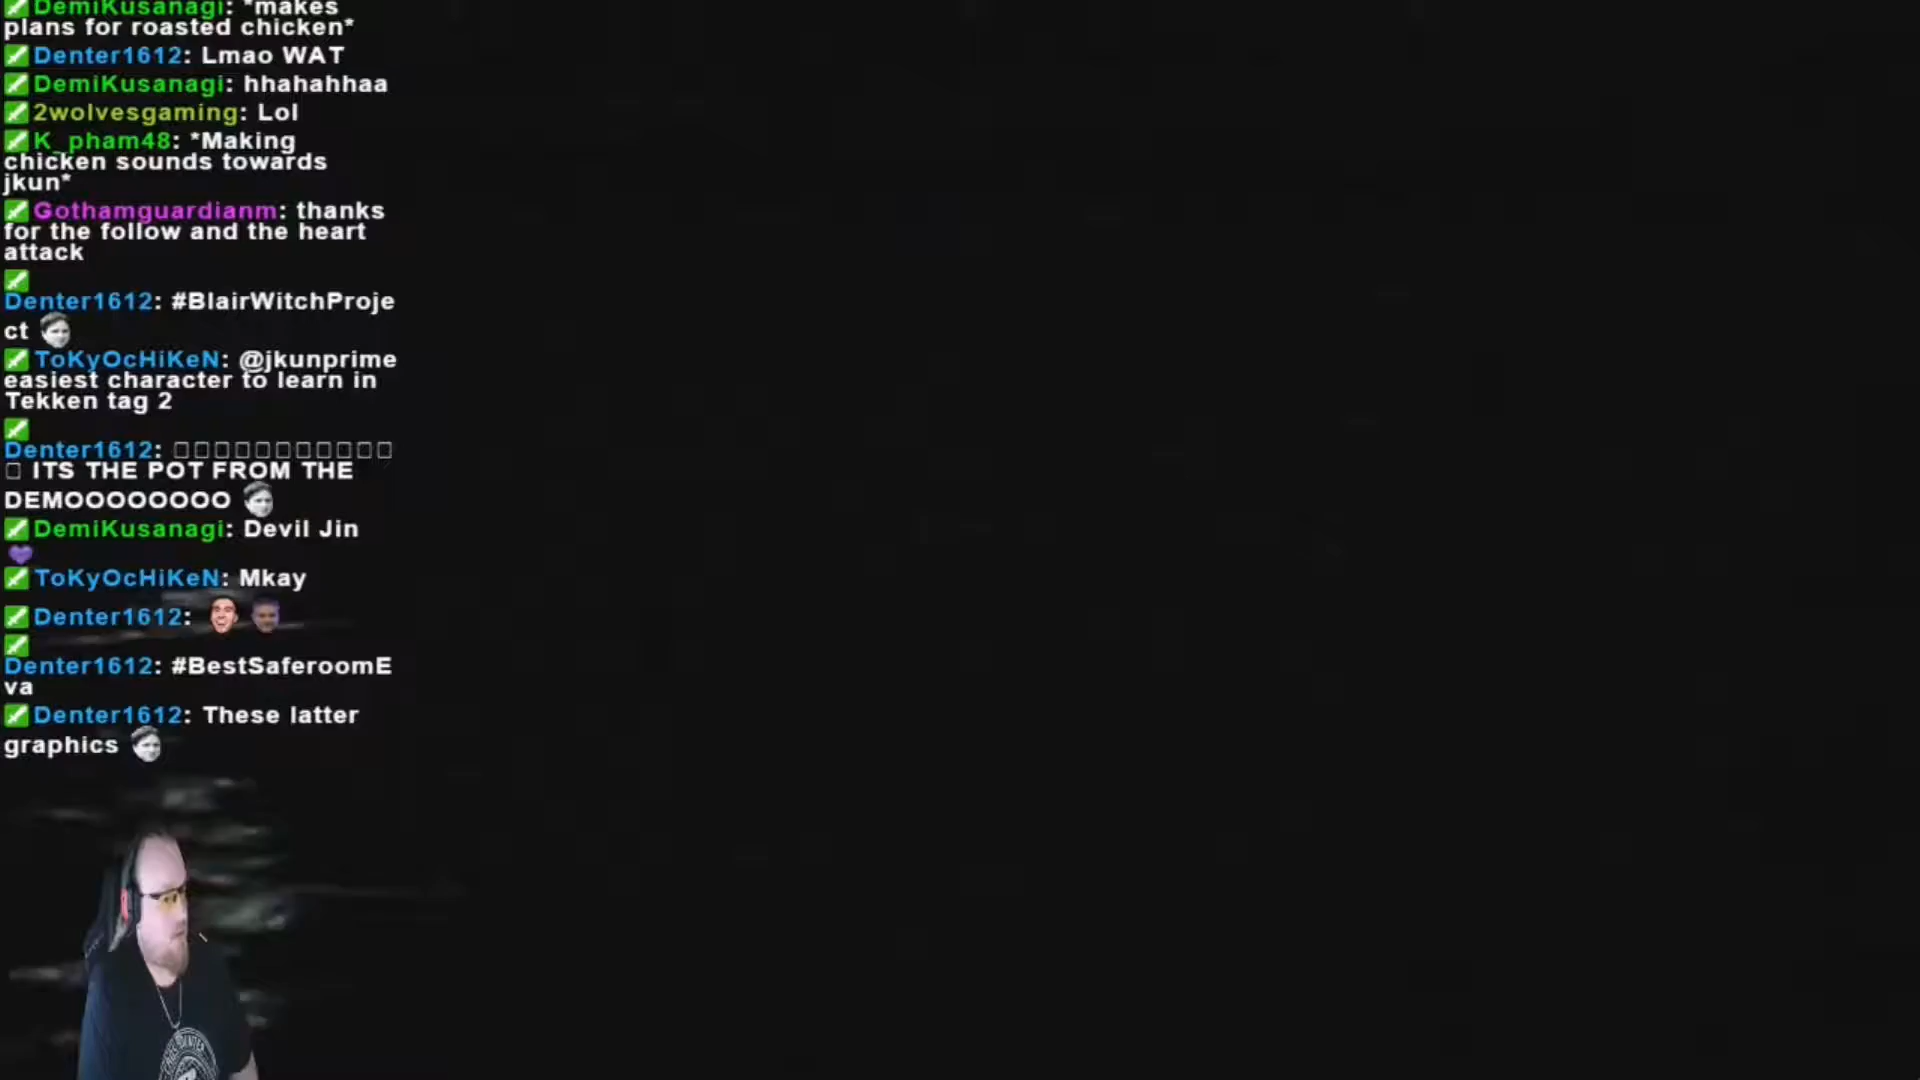 DemiKusanagi: *makes
plans for roasted chicken*
Denter1612: Lmao WAT
DemiKusanagi: hhahahhaa
2wolvesgaming: Lol
K_pham48: *Making
chicken sounds towards
jkun*
Gothamguardianm: thanks
for the follow and the heart
attack
Denter1612: #BlairWitchProje
ct
ToKyOcHiKeN: @jkunprime
easiest character to learn in
Tekken tag 2
Denter1612: □□□□□□□□□□□
□ ITS THE POT FROM THE
DEMOOOOOOOO
DemiKusanagi: Devil Jin
ToKyOcHiKeN: Mkay
Denter1612:
Denter1612: #BestSaferoomE
va
Denter1612: These latter
graphics